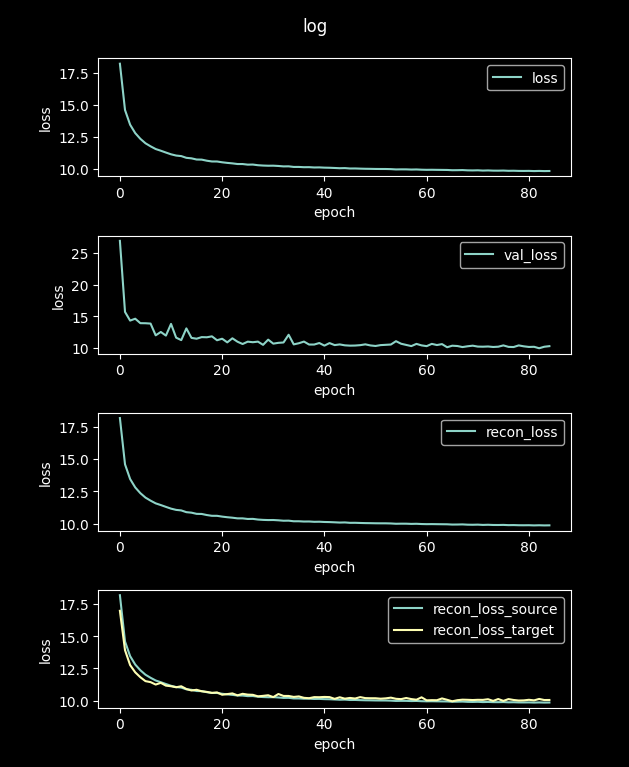 log
loss
17.5
15.0
12.5
10.0
loss
0 20 40 60 80
epoch
val_loss
25
20
15
10
loss
0 20 40 60 80
epoch
recon_loss
17.5
15.0
12.5
10.0
loss
0 20 40 60 80
epoch
recon_loss_source
recon_loss_target
17.5
15.0
12.5
10.0
loss
0 20 40 60 80
epoch